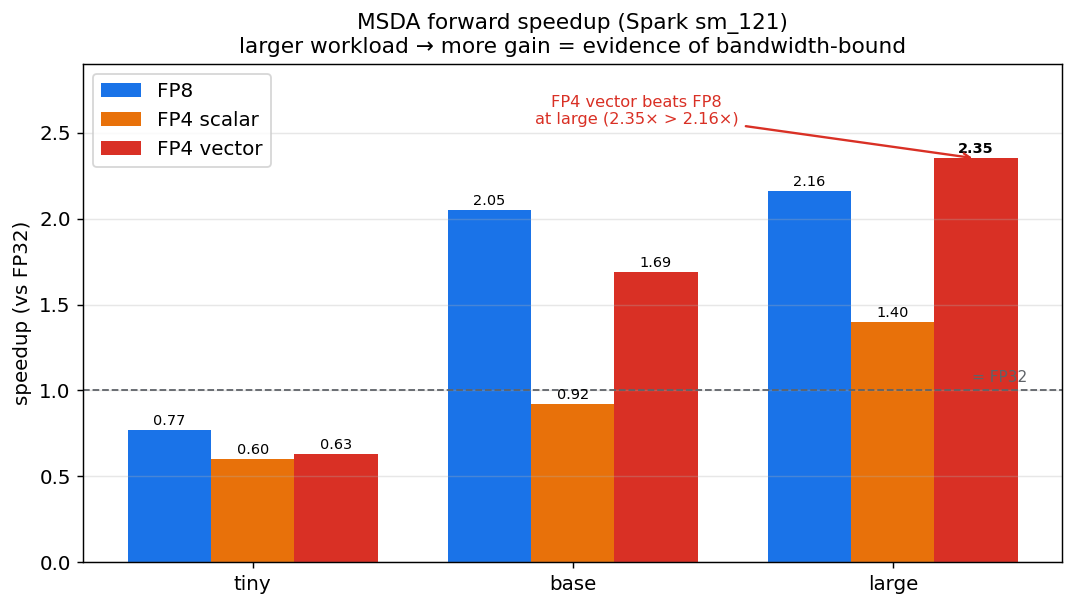 MSDA forward speedup (Spark sm_121)
larger workload → more gain = evidence of bandwidth-bound
FP8
FP4 scalar
FP4 vector
FP4 vector beats FP8
at large (2.35× > 2.16×)
speedup (vs FP32)
2.5
2.0
1.5
1.0
0.5
0.0
0.77
0.60
0.63
2.05
0.92
1.69
2.16
1.40
2.35
= FP32
tiny
base
large